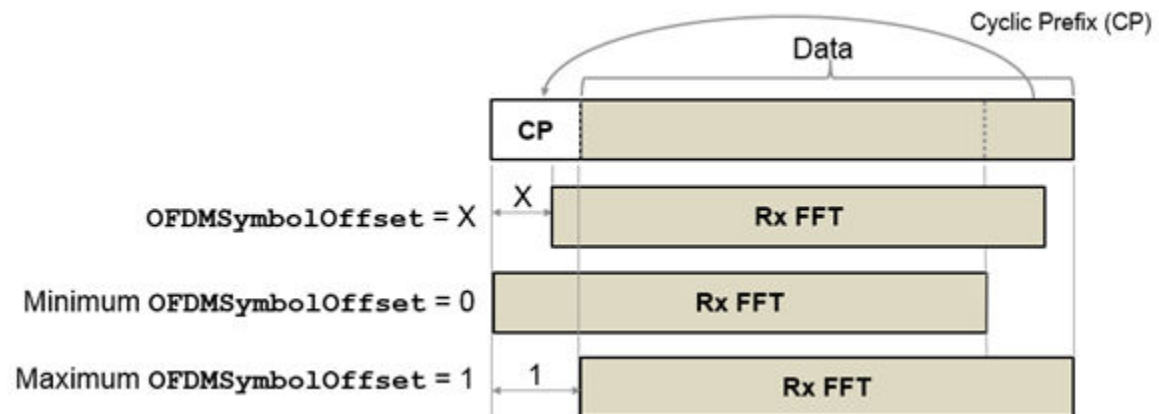 Cyclic Prefix (CP)
Data
CP
X
OFDMSymbolOffset = X
Rx FFT
Minimum OFDMSymbolOffset = 0
Rx FFT
Maximum OFDMSymbolOffset = 1
1
Rx FFT